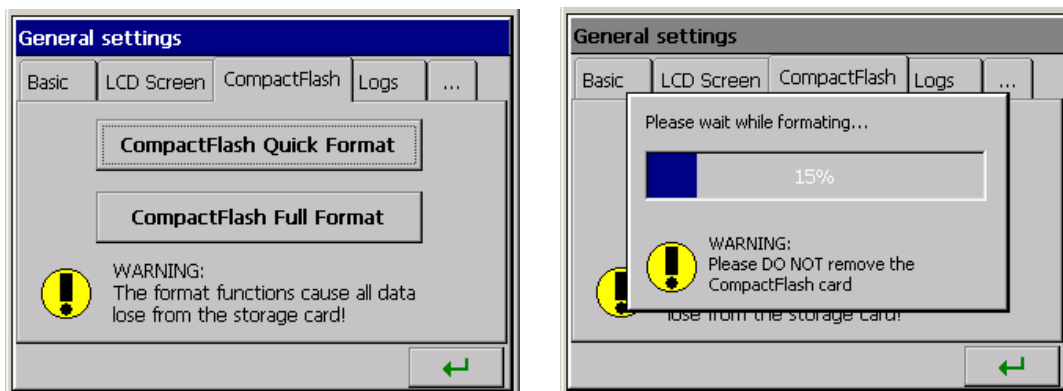 General settings
Basic LCD Screen CompactFlash Logs ...
CompactFlash Quick Format
CompactFlash Full Format
WARNING:
The format functions cause all data
lose from the storage card!
General settings
Basic LCD Screen CompactFlash Logs ...
Please wait while formating...
15%
WARNING:
Please DO NOT remove the
CompactFlash card
lose from the storage card!